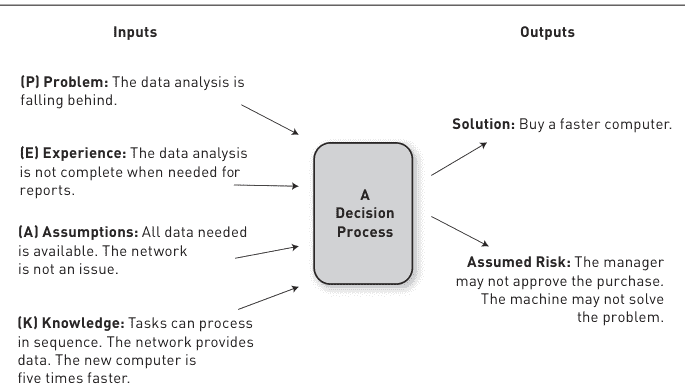 Inputs
Outputs
(P) Problem: The data analysis is
falling behind.
(E) Experience: The data analysis
is not complete when needed for
reports.
(A) Assumptions: All data needed
is available. The network
is not an issue.
(K) Knowledge: Tasks can process
in sequence. The network provides
data. The new computer is
five times faster.
A
Decision
Process
Solution: Buy a faster computer.
Assumed Risk: The manager
may not approve the purchase.
The machine may not solve
the problem.